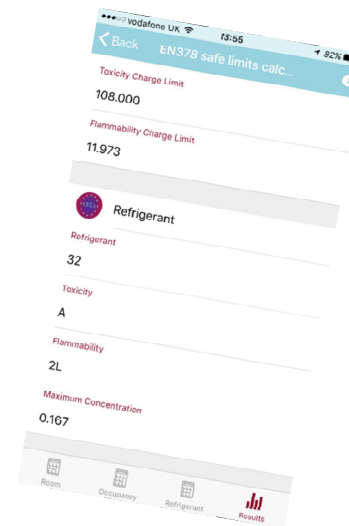 vodafone UK 13:55 92%
Back EN378 safe limits calc...
Toxicity Charge Limit
108.000
Flammability Charge Limit
11.973
Refrigerant
Refrigerant
32
Toxicity
A
Flammability
2L
Maximum Concentration
0.167
Room Occupancy Refrigerant Results